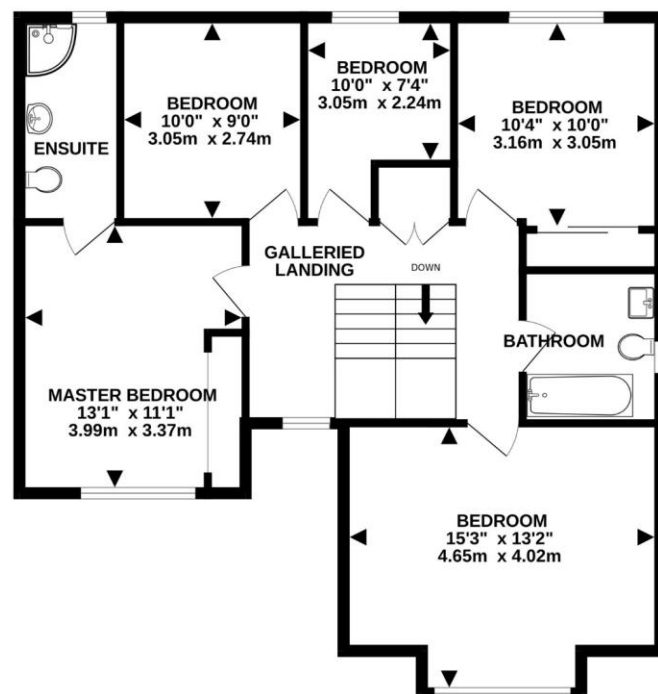 ENSUITE
BEDROOM
10'0" x 9'0"
3.05m x 2.74m
BEDROOM
10'0" x 7'4"
3.05m x 2.24m
BEDROOM
10'4" x 10'0"
3.16m x 3.05m
GALLERIED
LANDING
DOWN
BATHROOM
MASTER BEDROOM
13'1" x 11'1"
3.99m x 3.37m
BEDROOM
15'3" x 13'2"
4.65m x 4.02m